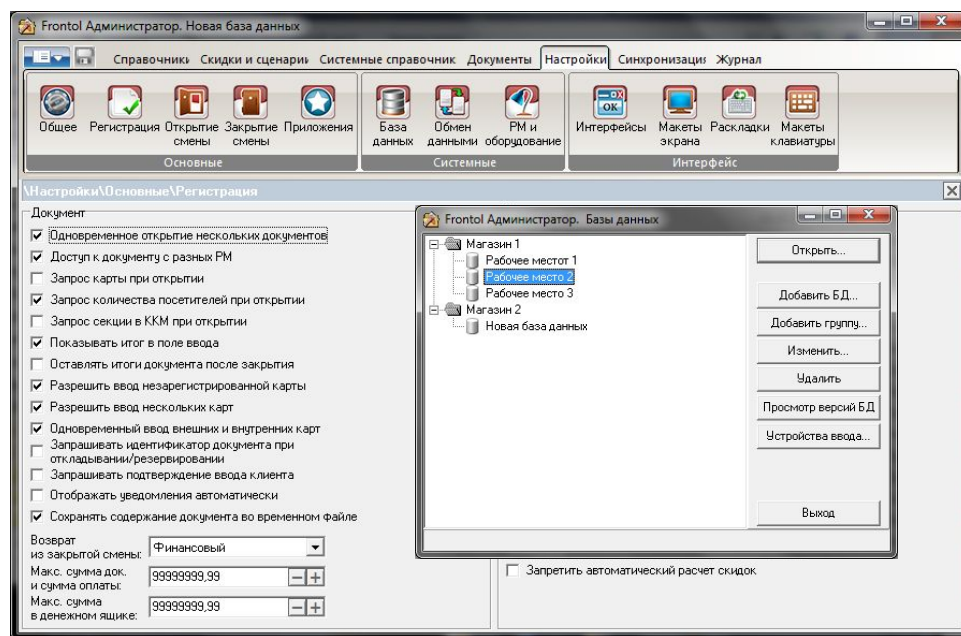 Frontol Администратор. Новая база данных
Справочники Скидки и сценарии Системные справочник Документы Настройки Синхронизация Журнал
Общее Регистрация Открытие смены Закрытие смены Приложения База данных Обмен данными РМ и оборудование Интерфейсы Макеты экрана Раскладки Макеты клавиатуры
OK
Основные Системные Интерфейс
\Настройки\Основные\Регистрация
Документ
Одновременное открытие нескольких документов
Доступ к документу с разных РМ
Запрос карты при открытии
Запрос количества посетителей при открытии
Запрос секции в ККМ при открытии
Показывать итог в поле ввода
Оставлять итоги документа после закрытия
Разрешить ввод незарегистрированной карты
Разрешить ввод нескольких карт
Одновременный ввод внешних и внутренних карт
Запрашивать идентификатор документа при
откладывании/резервировании
Запрашивать подтверждение ввода клиента
Отображать уведомления автоматически
Сохранять содержание документа во временном файле
Возврат
из закрытой смены: Финансовый
Макс. сумма док.
и сумма оплаты: 99999999,99
Макс. сумма
в денежном ящике: 99999999,99
Frontol Администратор. Базы данных
Магазин 1
Рабочее местот 1
Рабочее место 2
Рабочее место 3
Магазин 2
Новая база данных
Открыть...
Добавить БД...
Добавить группу...
Изменить...
Удалить
Просмотр версий БД
Устройства ввода...
Выход
Запретить автоматический расчет скидок